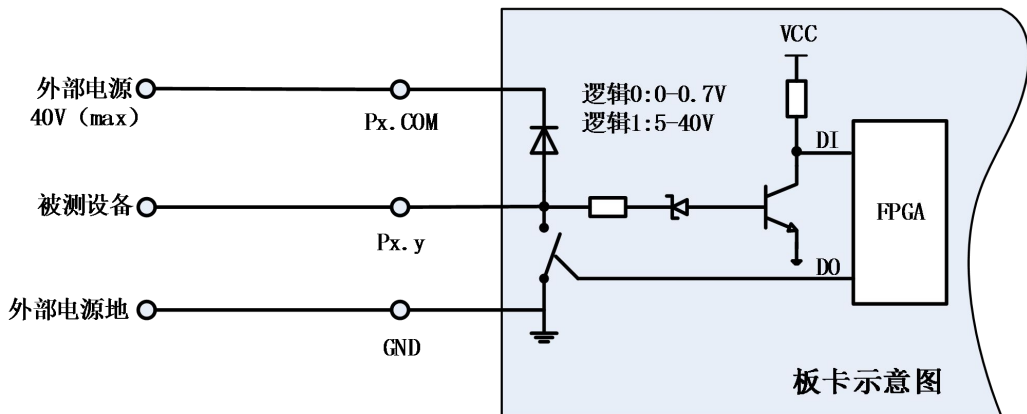 外部电源
40V（max）
Px.COM
逻辑0:0-0.7V
逻辑1:5-40V
VCC
DI
FPGA
被测设备
Px.y
DO
外部电源地
GND
板卡示意图